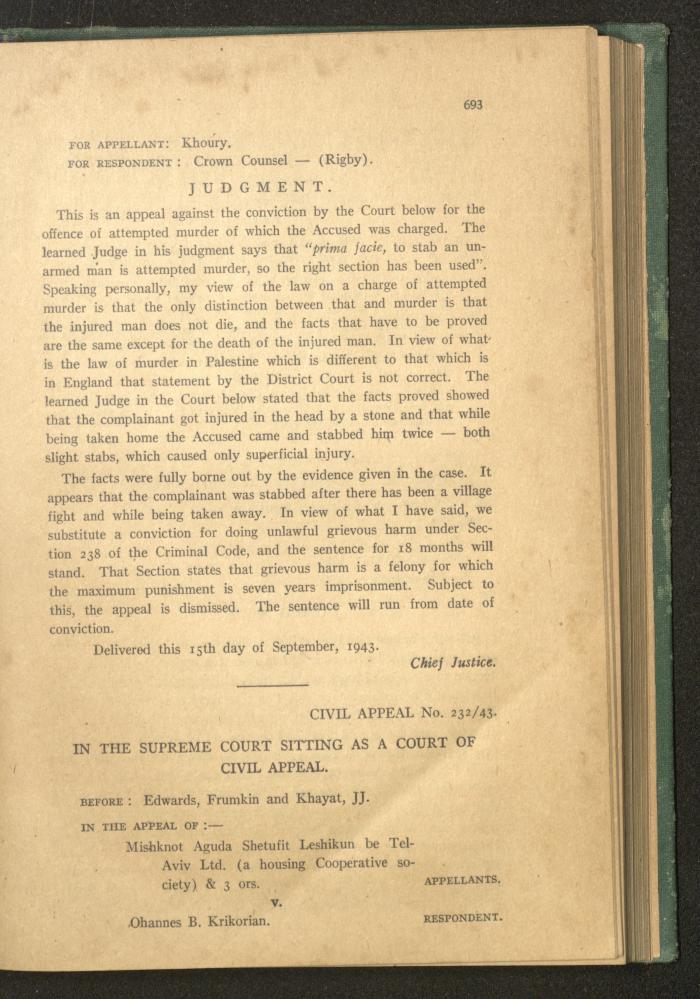 693
FOR APPELLANT: Khoury.
FOR RESPONDENT : Crown Counsel — (Rigby).
JUDGMENT.
This is an appeal against the conviction by the Court below for the
offence of attempted murder of which the Accused was charged. The
learned Judge in his judgment says that "prima facie, to stab an un-
armed man is attempted murder, so the right section has been used".
Speaking personally, my view of the law on a charge of attempted
murder is that the only distinction between that and murder is that
the injured man does not die, and the facts that have to be proved
are the same except for the death of the injured man. In view of what
is the law of murder in Palestine which is different to that which is
in England that statement by the District Court is not correct. The
learned Judge in the Court below stated that the facts proved showed
that the complainant got injured in the head by a stone and that while
being taken home the Accused came and stabbed him twice — both
slight stabs, which caused only superficial injury.
The facts were fully borne out by the evidence given in the case. It
appears that the complainant was stabbed after there has been a village
fight and while being taken away. In view of what I have said, we
substitute a conviction for doing unlawful grievous harm under Sec-
tion 238 of the Criminal Code, and the sentence for 18 months will
stand. That Section states that grievous harm is a felony for which
the maximum punishment is seven years imprisonment. Subject to
this, the appeal is dismissed. The sentence will run from date of
conviction.
Delivered this 15th day of September, 1943.
Chief Justice.
CIVIL APPEAL No. 232/43.
IN THE SUPREME COURT SITTING AS A COURT OF
CIVIL APPEAL.
BEFORE : Edwards, Frumkin and Khayat, JJ.
IN THE APPEAL OF :—
Mishknot Aguda Shetufit Leshikun be Tel-
Aviv Ltd. (a housing Cooperative so-
ciety) & 3 ors. APPELLANTS.
v.
Ohannes B. Krikorian. RESPONDENT.